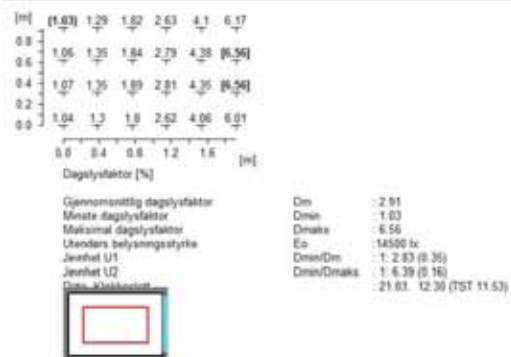 [m] (1.03) 1.29 1.82 2.63 4.1 6.17
0.8
0.6 1.06 1.35 1.84 2.79 4.38 [6.56]
0.4 1.07 1.35 1.89 2.81 4.35 [6.56]
0.2
0.0 1.04 1.3 1.8 2.62 4.06 6.01
0.0 0.4 0.8 1.2 1.6 [m]
Dagslysfaktor [%]
Gjennomsnittlig dagslysfaktor Dm : 2.91
Minste dagslysfaktor Dmin : 1.03
Maksimal dagslysfaktor Dmaks : 6.56
Utendørs belysningsstyrke Eo :14500 lx
Jevnhet U1 Dmin/Dm : 1: 2.83 (0.35)
Jevnhet U2 Dmin/Dmaks : 1: 6.39 (0.16)
Dato, Klokkeslett : 21.03. 12:30 (TST 11:53)